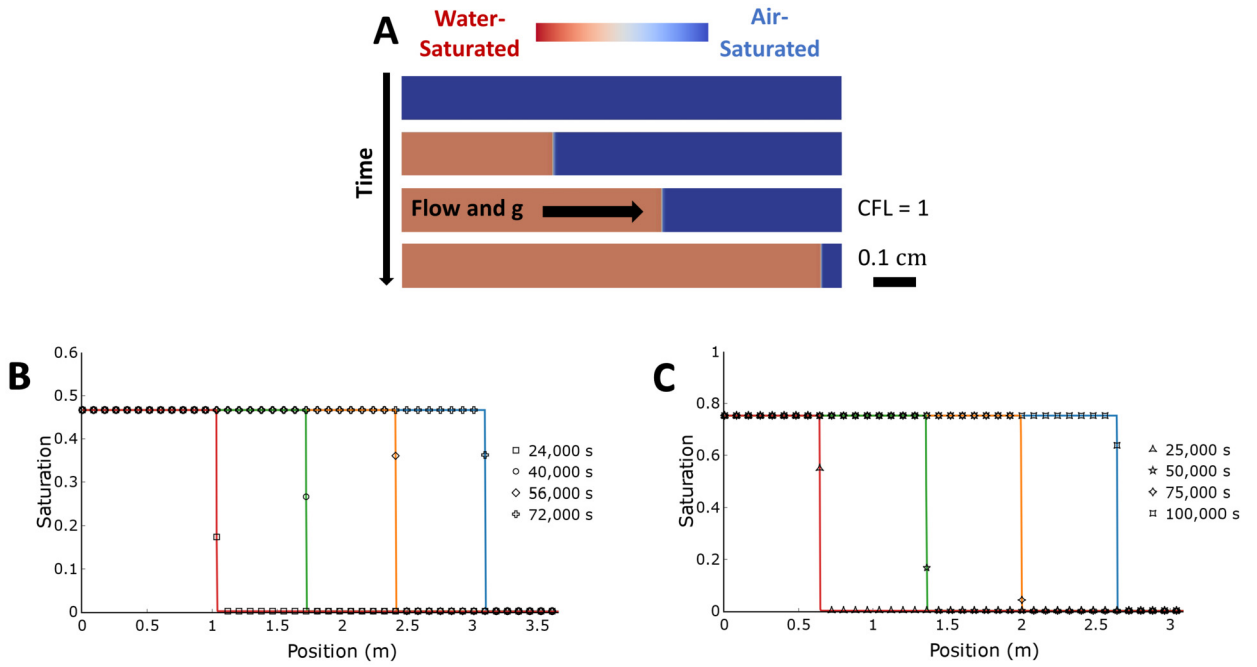 A
Water-
Saturated
Air-
Saturated
Time
Flow and g
CFL = 1
0.1 cm
B
0.6
0.5
0.4
0.3
0.2
0.1
0
Saturation
0 0.5 1 1.5 2 2.5 3 3.5
Position (m)
24,000 s
40,000 s
56,000 s
72,000 s
C
1
0.8
0.6
0.4
0.2
0
Saturation
0 0.5 1 1.5 2 2.5 3
Position (m)
25,000 s
50,000 s
75,000 s
100,000 s